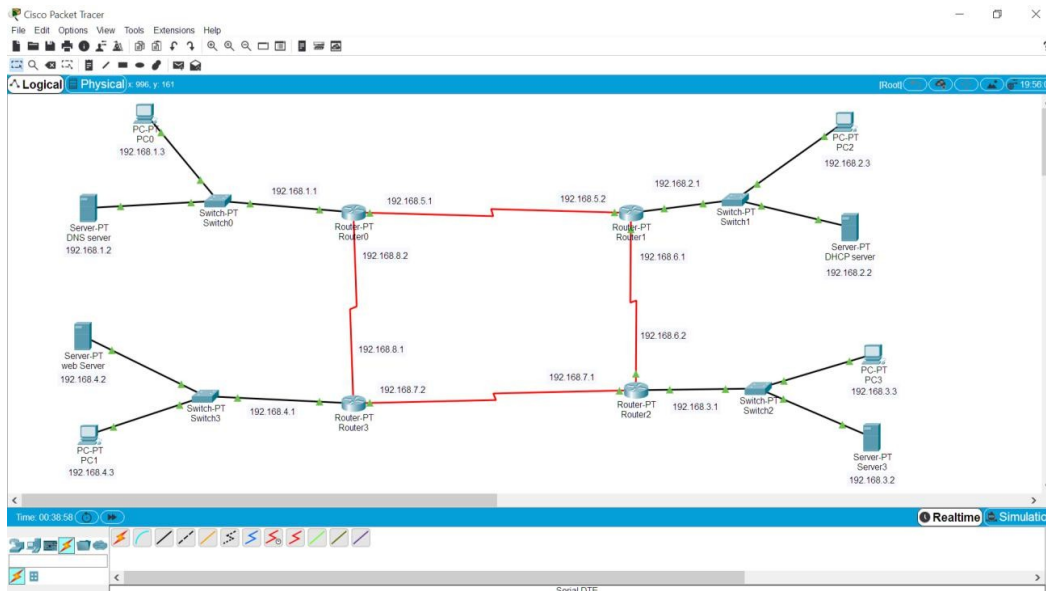 Cisco Packet Tracer
File Edit Options View Tools Extensions Help
Logical Physical x: 996, y: 161 [Root]
PC-PT
PC0
192.168.1.3
Server-PT
DNS server
192.168.1.2
Switch-PT
Switch0
192.168.1.1
192.168.5.1
Router-PT
Router0
192.168.8.2
192.168.5.2
Router-PT
Router1
192.168.6.1
192.168.2.1
Switch-PT
Switch1
PC-PT
PC2
192.168.2.3
Server-PT
DHCP server
192.168.2.2
Server-PT
web Server
192.168.4.2
Switch-PT
Switch3
192.168.4.1
PC-PT
PC1
192.168.4.3
192.168.8.1
192.168.7.2
Router-PT
Router3
192.168.7.1
192.168.6.2
Router-PT
Router2
192.168.3.1
Switch-PT
Switch2
PC-PT
PC3
192.168.3.3
Server-PT
Server3
192.168.3.2
Time: 00:38:58
Realtime Simulatio
Serial DTE